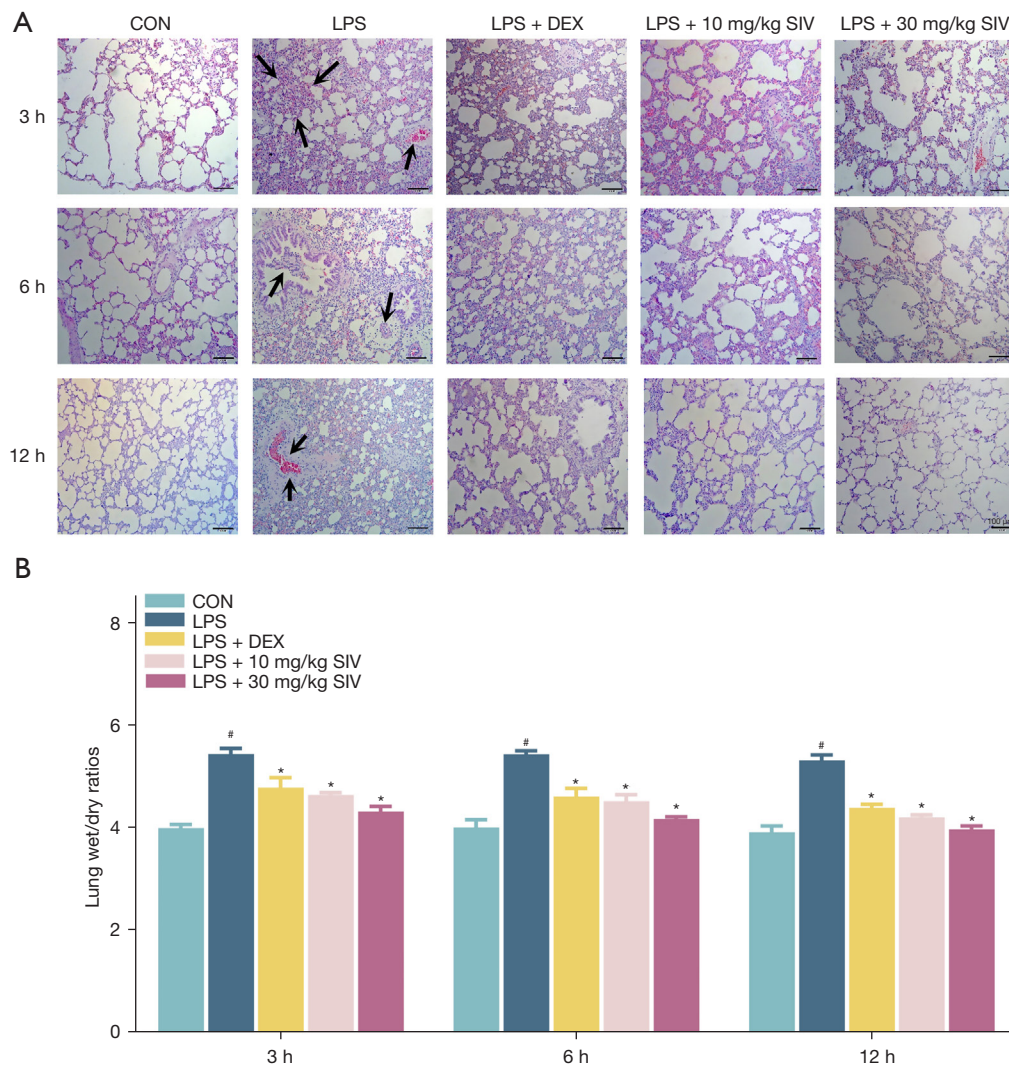 A
CON LPS LPS + DEX LPS + 10 mg/kg SIV LPS + 30 mg/kg SIV
3 h
6 h
12 h
100 µm
B
CON
LPS
LPS + DEX
LPS + 10 mg/kg SIV
LPS + 30 mg/kg SIV
Lung wet/dry ratios
8
6
4
2
0
# * * *
# * * *
# * * *
3 h 6 h 12 h